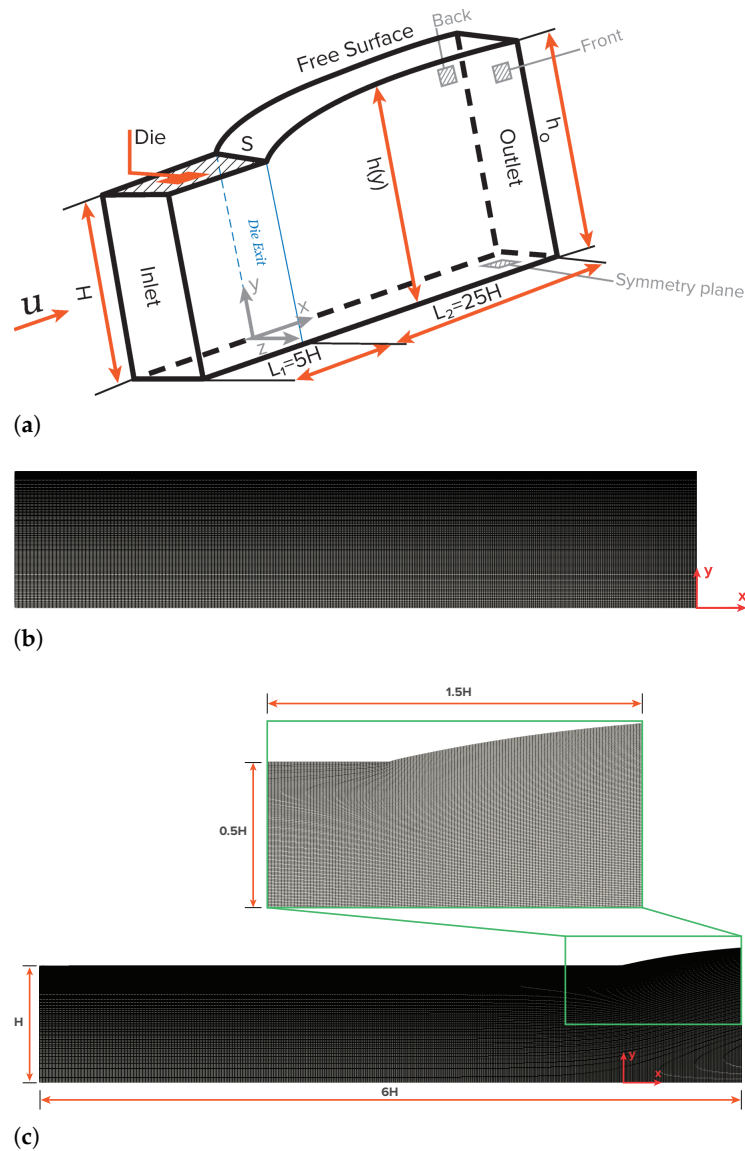 Back
Free Surface
Front
Die
S
h(y)
Outlet
h₀
Die Exit
Inlet
H
u
y
x
z
Symmetry plane
L₂=25H
L₁=5H
(a)
y
x
(b)
1.5H
0.5H
H
y
x
6H
(c)